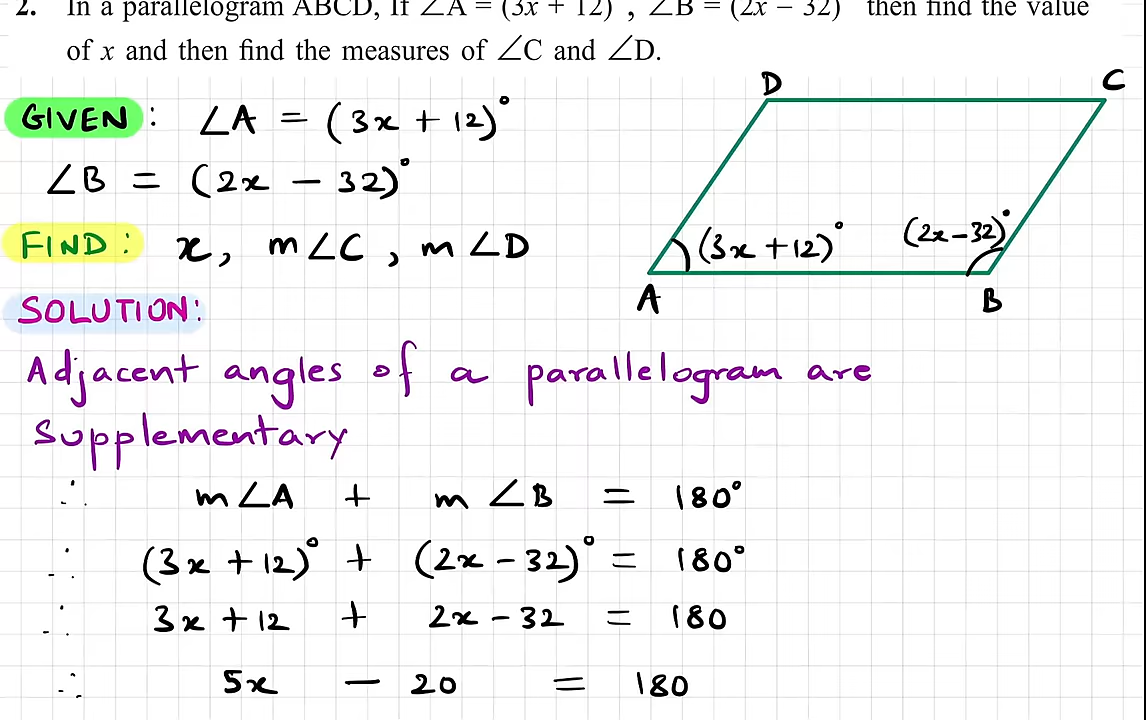 2. In a parallelogram ABCD, If ∠A = (3x + 12)°, ∠B = (2x − 32)° then find the value
of x and then find the measures of ∠C and ∠D.
GIVEN: ∠A = (3x + 12)°
∠B = (2x − 32)°
FIND: x, m∠C, m∠D
D C
(3x + 12)° (2x − 32)°
A B
SOLUTION:
Adjacent angles of a parallelogram are
Supplementary
∴ m∠A + m∠B = 180°
∴ (3x + 12)° + (2x − 32)° = 180°
∴ 3x + 12 + 2x − 32 = 180
∴ 5x − 20 = 180